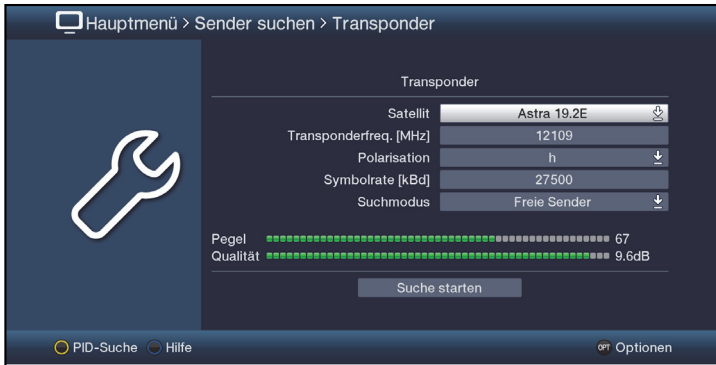 Hauptmenü > Sender suchen > Transponder
Transponder
Satellit Astra 19.2E
Transponderfreq. [MHz] 12109
Polarisation h
Symbolrate [kBd] 27500
Suchmodus Freie Sender
Pegel 67
Qualität 9.6dB
Suche starten
PID-Suche Hilfe OPT Optionen